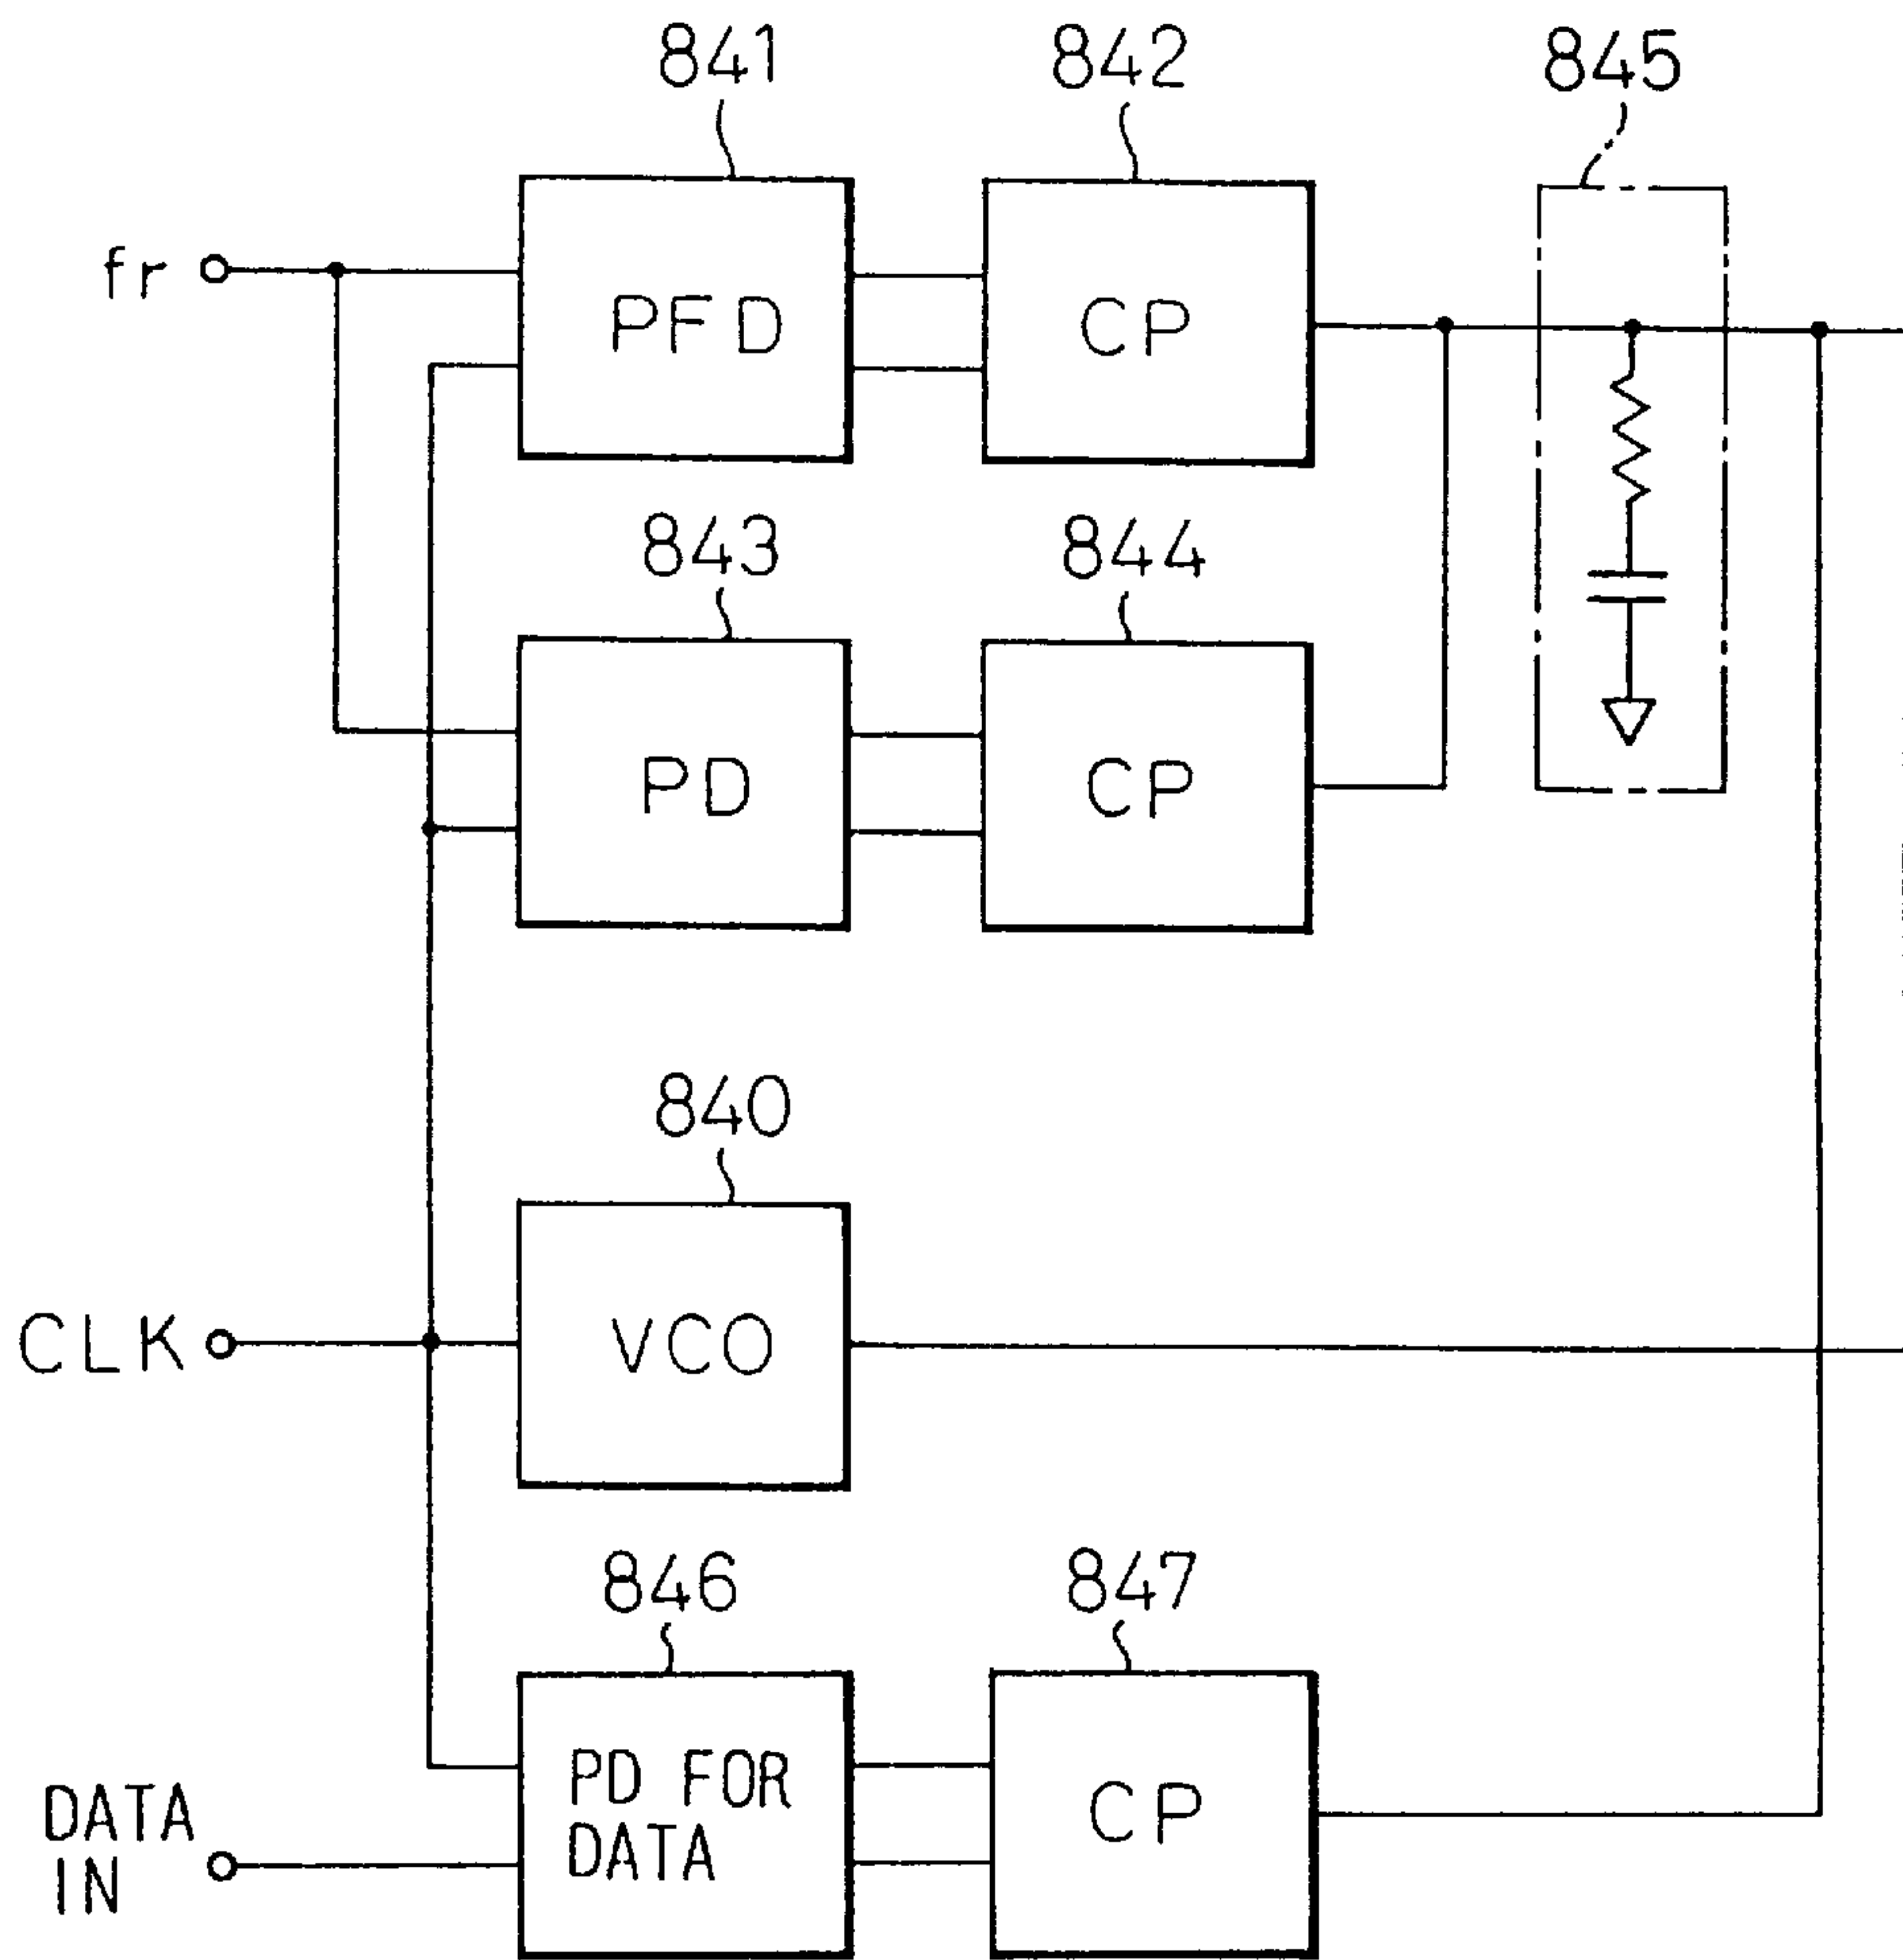 841
842
845
fr
PFD
CP
843
844
PD
CP
840
CLK
VCO
846
847
DATA
IN
PD FOR
DATA
CP